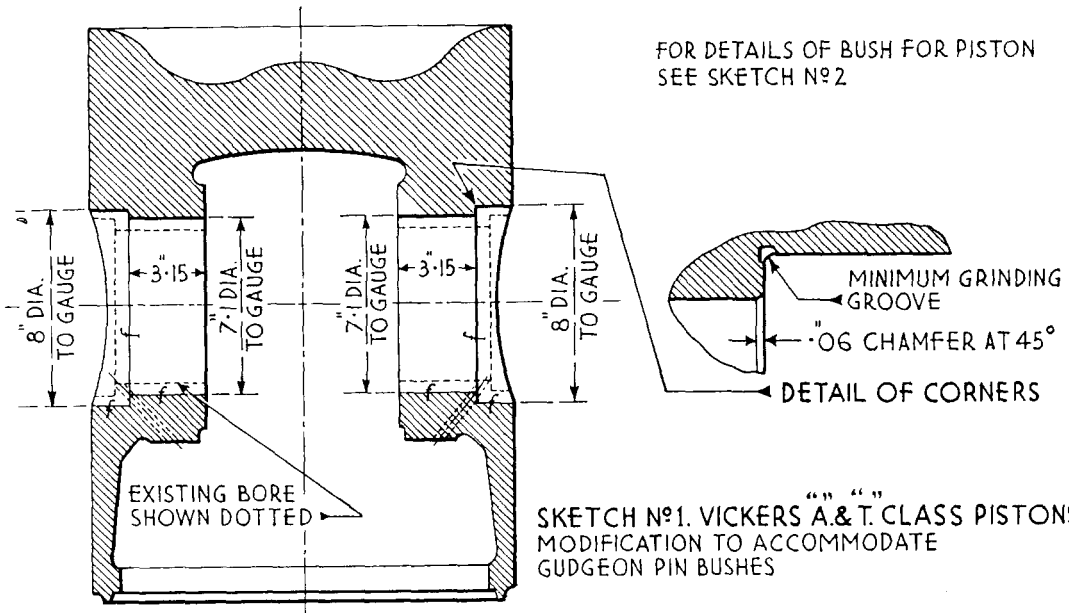 FOR DETAILS OF BUSH FOR PISTON
SEE SKETCH Nº2
8" DIA.
TO GAUGE
3"·15
7"·1 DIA.
TO GAUGE
7"·1 DIA.
TO GAUGE
3"·15
8" DIA.
TO GAUGE
f
f
f
f
f
f
MINIMUM GRINDING
GROOVE
·"06 CHAMFER AT 45°
DETAIL OF CORNERS
EXISTING BORE
SHOWN DOTTED
SKETCH Nº1. VICKERS "A" & "T" CLASS PISTONS
MODIFICATION TO ACCOMMODATE
GUDGEON PIN BUSHES